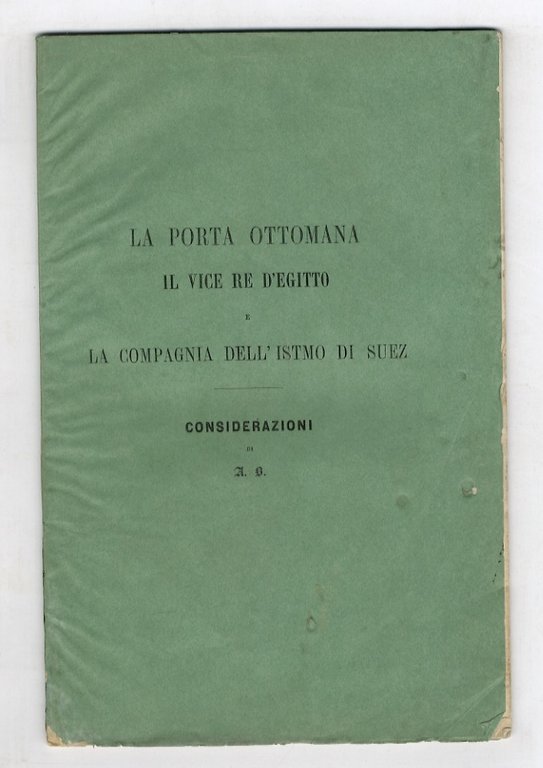 LA PORTA OTTOMANA
IL VICE RE D'EGITTO
E
LA COMPAGNIA DELL'ISTMO DI SUEZ
CONSIDERAZIONI
DI
A. B.